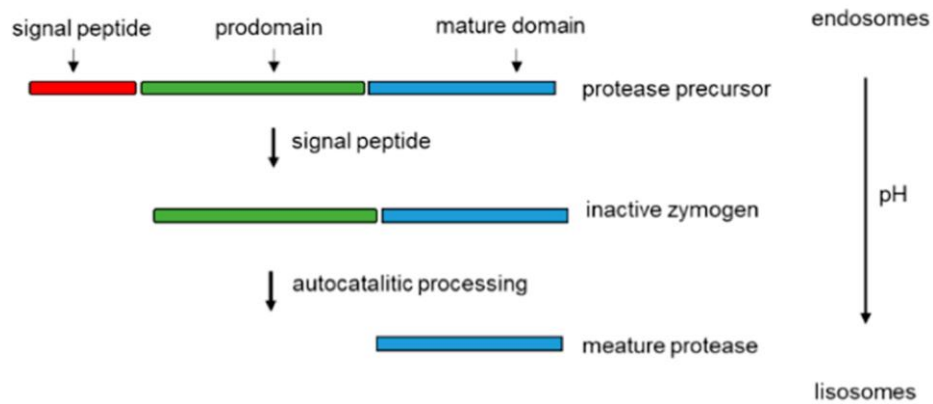 endosomes
signal peptide
prodomain
mature domain
protease precursor
signal peptide
pH
inactive zymogen
autocatalitic processing
meature protease
lisosomes